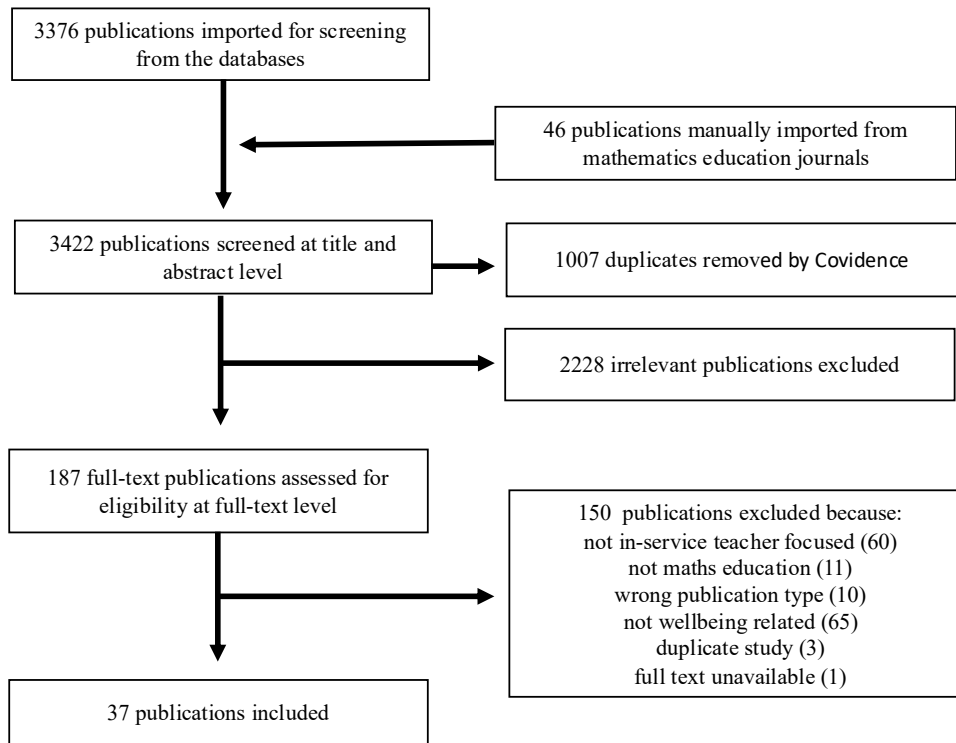 3376 publications imported for screening
from the databases
46 publications manually imported from
mathematics education journals
3422 publications screened at title and
abstract level
1007 duplicates removed by Covidence
2228 irrelevant publications excluded
187 full-text publications assessed for
eligibility at full-text level
150 publications excluded because:
not in-service teacher focused (60)
not maths education (11)
wrong publication type (10)
not wellbeing related (65)
duplicate study (3)
full text unavailable (1)
37 publications included